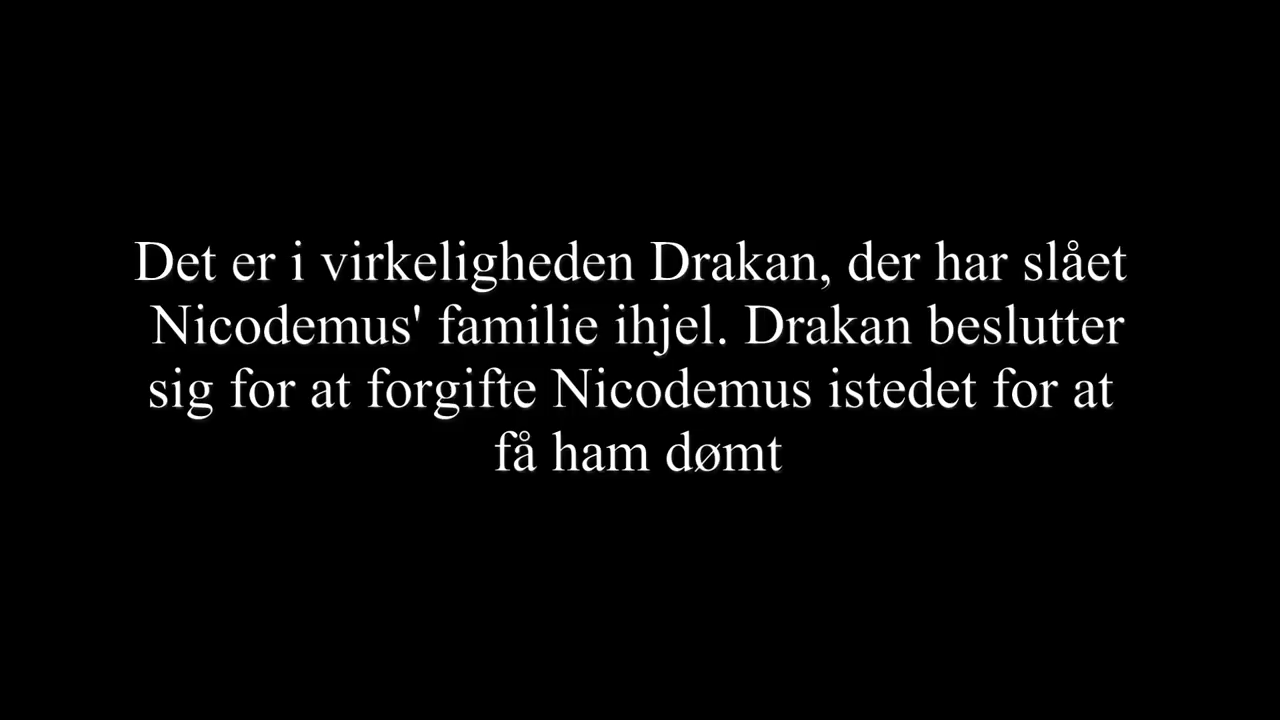 Det er i virkeligheden Drakan, der har slået
Nicodemus' familie ihjel. Drakan beslutter
sig for at forgifte Nicodemus istedet for at
få ham dømt